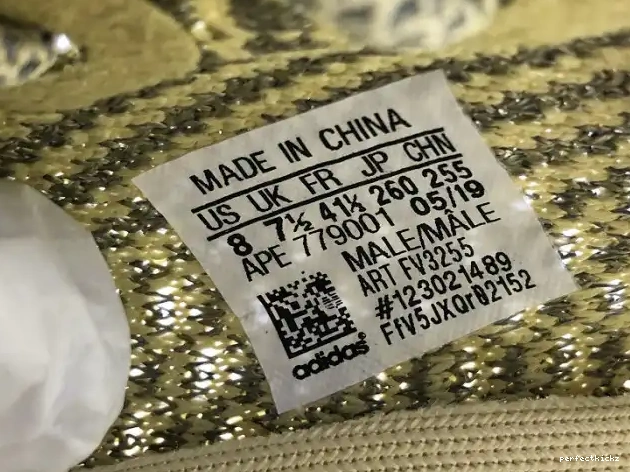 MADE IN CHINA
US UK FR JP CHN
8 7½ 41⅓ 260 255
APE 779001 05/19
MALE/MÂLE
ART FV3255
#123021489
FfV5JXQr02152
adidas
perfectkickz